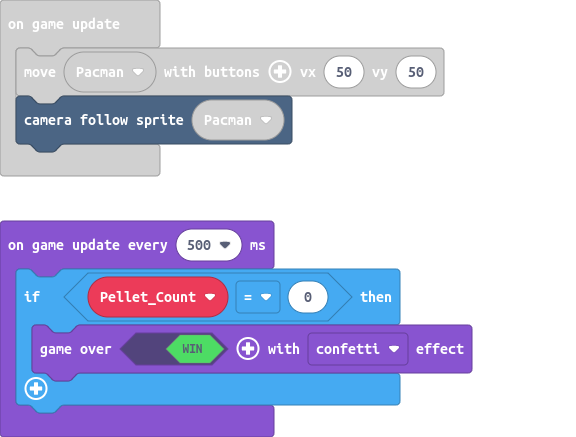 on game update
move Pacman with buttons vx 50 vy 50
camera follow sprite Pacman
on game update every 500 ms
if Pellet_Count = 0 then
game over WIN with confetti effect